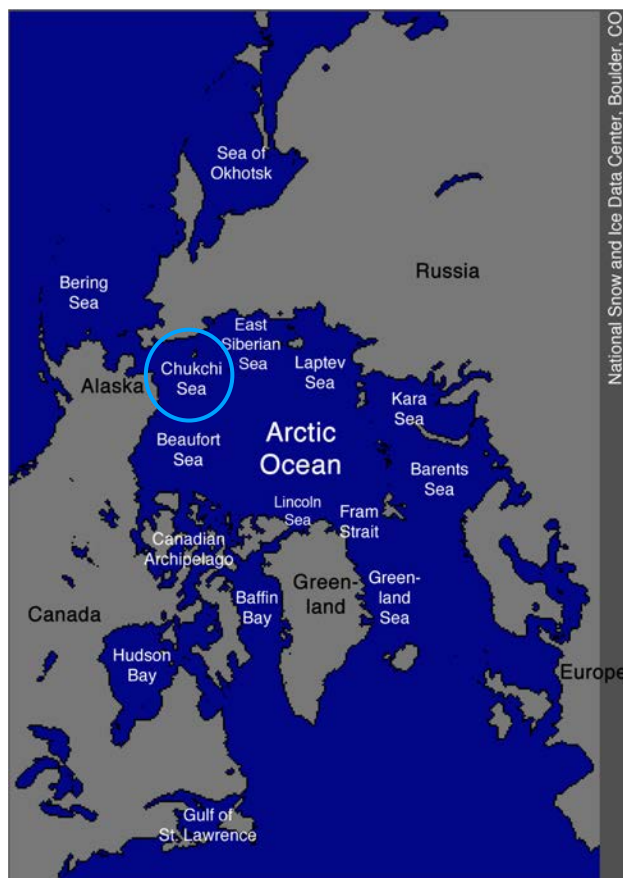 National Snow and Ice Data Center, Boulder, CO
Sea of
Okhotsk
Russia
Bering
Sea
East
Siberian
Sea
Chukchi
Sea
Laptev
Sea
Alaska
Kara
Sea
Beaufort
Sea
Arctic
Ocean
Barents
Sea
Lincoln
Sea
Fram
Strait
Canadian
Archipelago
Green-
land
Green-
land
Sea
Baffin
Bay
Canada
Hudson
Bay
Europe
Gulf of
St. Lawrence